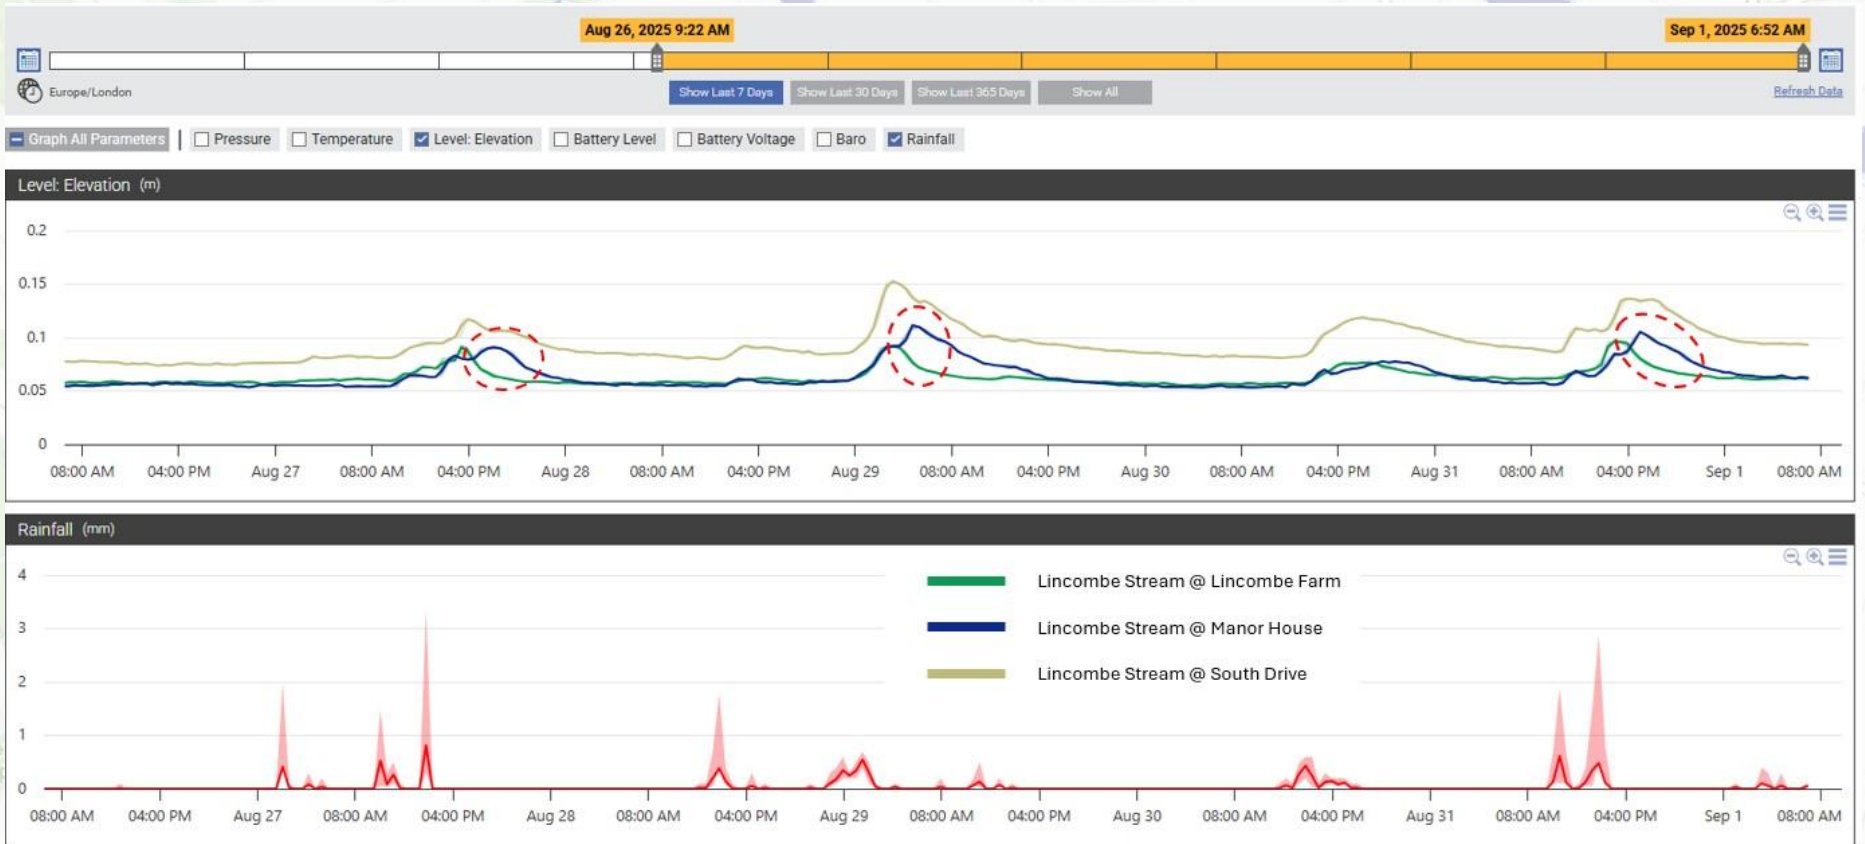 Aug 26, 2025 9:22 AM
Sep 1, 2025 6:52 AM
Europe/London
Show Last 7 Days
Show Last 30 Days
Show Last 365 Days
Show All
Refresh Data
Graph All Parameters
Pressure
Temperature
Level: Elevation
Battery Level
Battery Voltage
Baro
Rainfall
Level: Elevation (m)
0.2
0.15
0.1
0.05
0
08:00 AM 04:00 PM Aug 27 08:00 AM 04:00 PM Aug 28 08:00 AM 04:00 PM Aug 29 08:00 AM 04:00 PM Aug 30 08:00 AM 04:00 PM Aug 31 08:00 AM 04:00 PM Sep 1 08:00 AM
Rainfall (mm)
4
3
2
1
0
Lincombe Stream @ Lincombe Farm
Lincombe Stream @ Manor House
Lincombe Stream @ South Drive
08:00 AM 04:00 PM Aug 27 08:00 AM 04:00 PM Aug 28 08:00 AM 04:00 PM Aug 29 08:00 AM 04:00 PM Aug 30 08:00 AM 04:00 PM Aug 31 08:00 AM 04:00 PM Sep 1 08:00 AM